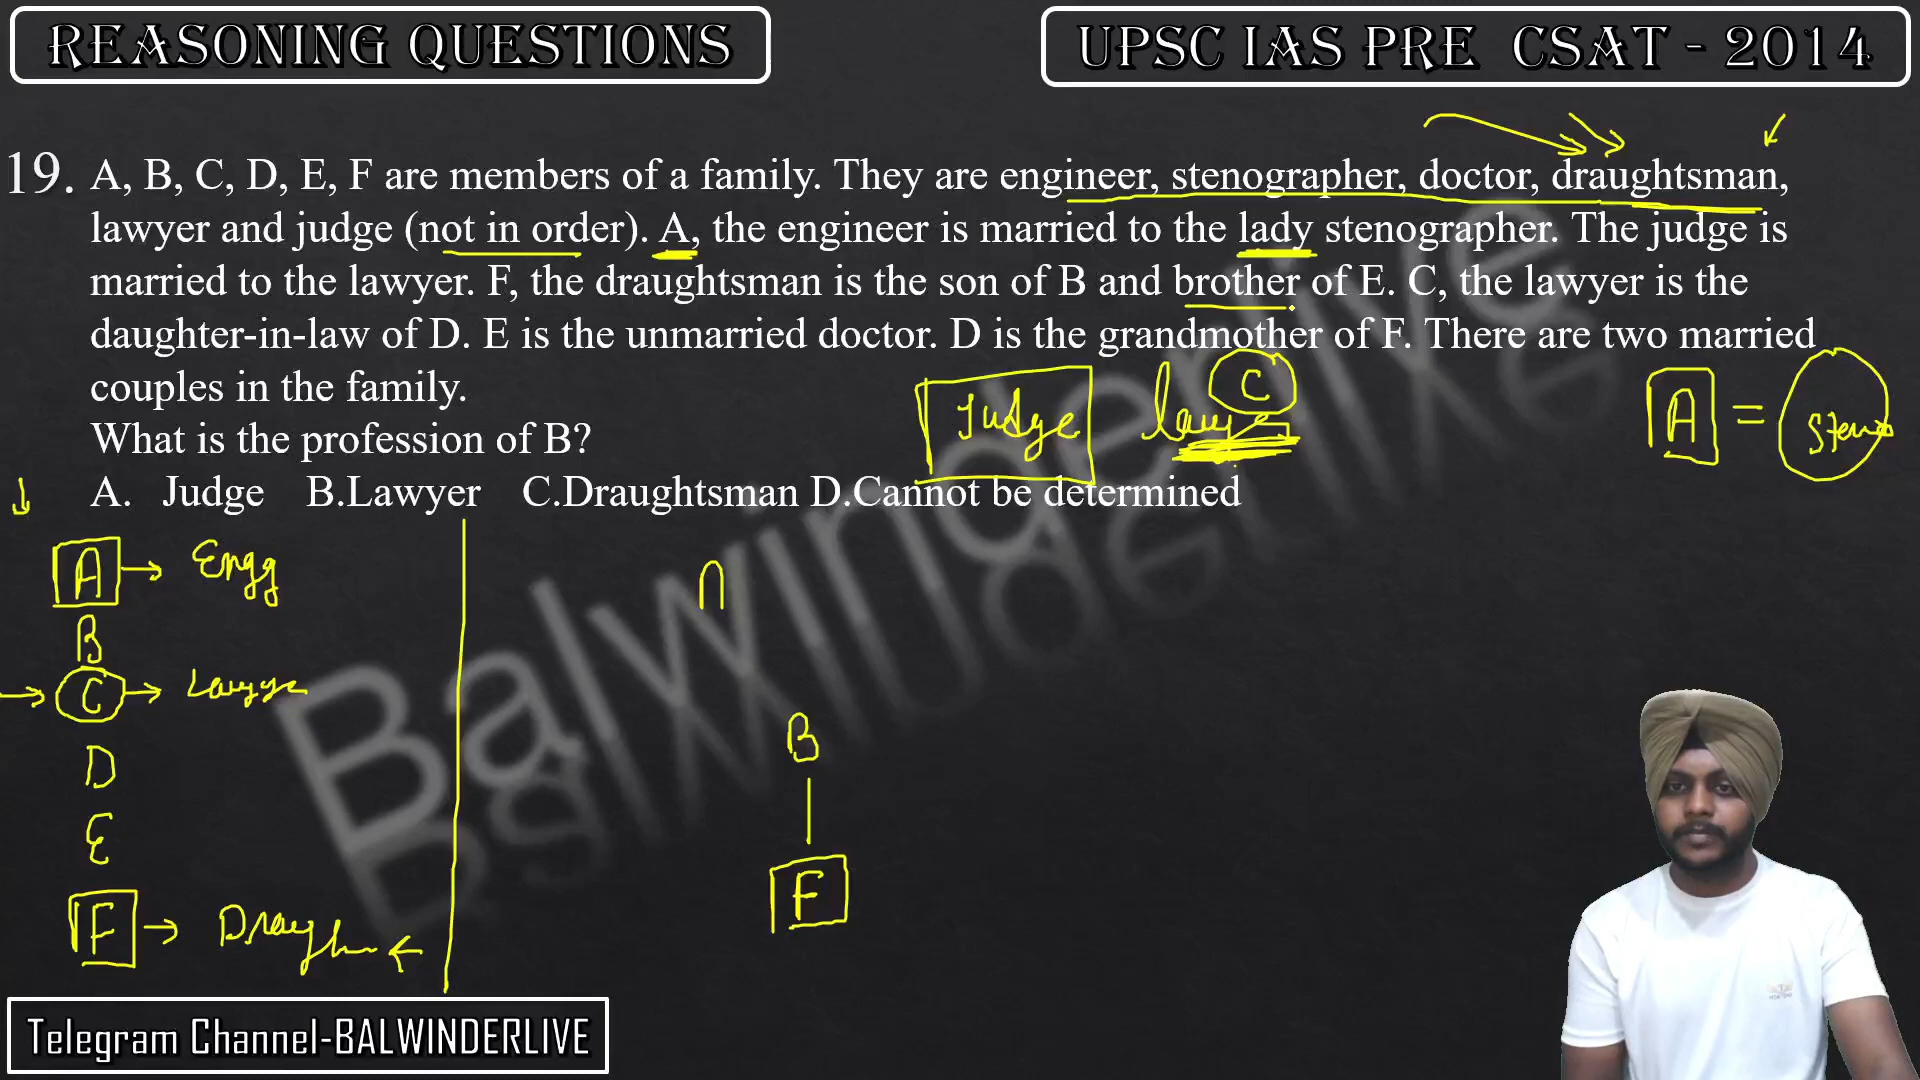 REASONING QUESTIONS
UPSC IAS PRE CSAT - 2014
19. A, B, C, D, E, F are members of a family. They are engineer, stenographer, doctor, draughtsman,
lawyer and judge (not in order). A, the engineer is married to the lady stenographer. The judge is
married to the lawyer. F, the draughtsman is the son of B and brother of E. C, the lawyer is the
daughter-in-law of D. E is the unmarried doctor. D is the grandmother of F. There are two married
couples in the family.
What is the profession of B?
A. Judge B.Lawyer C.Draughtsman D.Cannot be determined
Judge
C
A = Steno
A → Engg
B
C → Lawyer
D
E
F → Draugh
B
F
Balwinderlive
Telegram Channel-BALWINDERLIVE